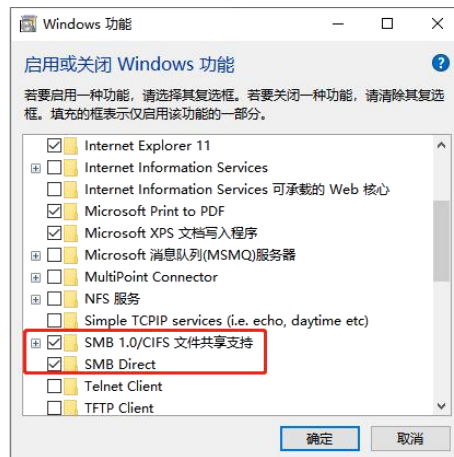 Windows 功能
启用或关闭 Windows 功能
若要启用一种功能，请选择其复选框。若要关闭一种功能，请清除其复选
框。填充的框表示仅启用该功能的一部分。
Internet Explorer 11
Internet Information Services
Internet Information Services 可承载的 Web 核心
Microsoft Print to PDF
Microsoft XPS 文档写入程序
Microsoft 消息队列(MSMQ)服务器
MultiPoint Connector
NFS 服务
Simple TCPIP services (i.e. echo, daytime etc)
SMB 1.0/CIFS 文件共享支持
SMB Direct
Telnet Client
TFTP Client
确定 取消